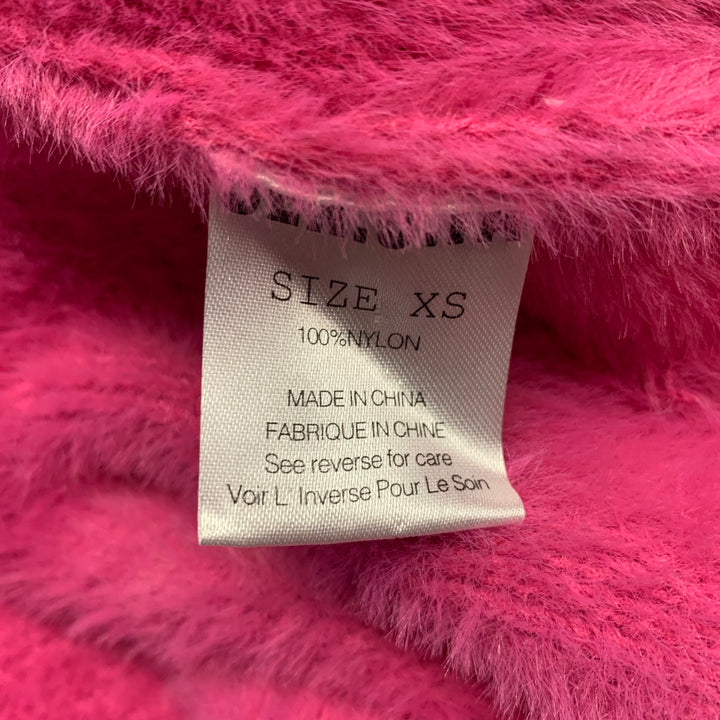 SIZE XS
100%NYLON
MADE IN CHINA
FABRIQUE IN CHINE
See reverse for care
Voir L' Inverse Pour Le Soin